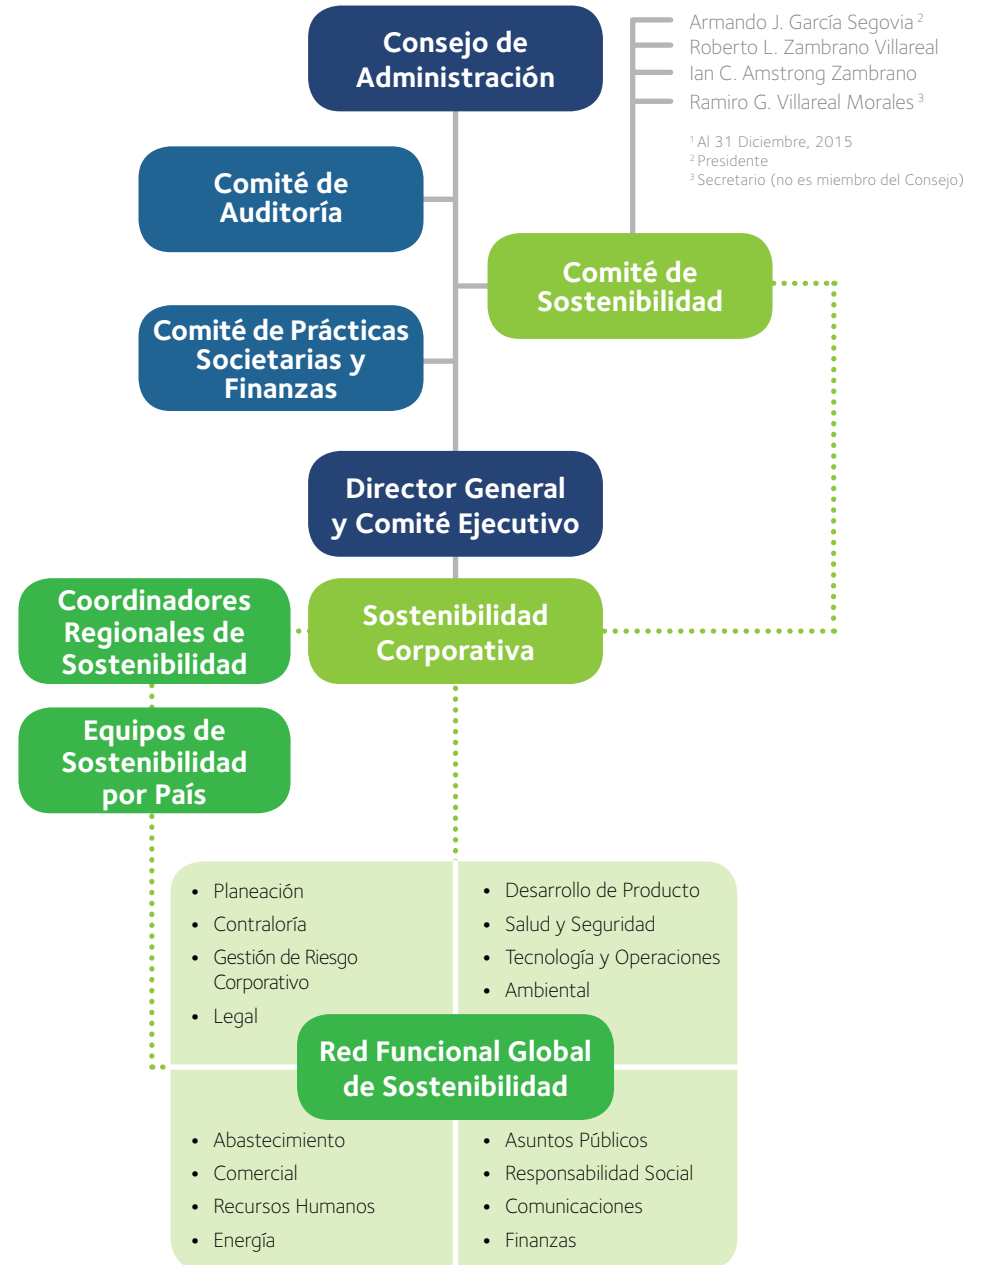 Consejo de
Administración
Armando J. García Segovia 2
Roberto L. Zambrano Villareal
Ian C. Amstrong Zambrano
Ramiro G. Villareal Morales 3
1 Al 31 Diciembre, 2015
2 Presidente
3 Secretario (no es miembro del Consejo)
Comité de
Auditoría
Comité de
Sostenibilidad
Comité de Prácticas
Societarias y
Finanzas
Director General
y Comité Ejecutivo
Coordinadores
Regionales de
Sostenibilidad
Sostenibilidad
Corporativa
Equipos de
Sostenibilidad
por País
• Planeación
• Contraloría
• Gestión de Riesgo
Corporativo
• Legal
• Desarrollo de Producto
• Salud y Seguridad
• Tecnología y Operaciones
• Ambiental
Red Funcional Global
de Sostenibilidad
• Abastecimiento
• Comercial
• Recursos Humanos
• Energía
• Asuntos Públicos
• Responsabilidad Social
• Comunicaciones
• Finanzas